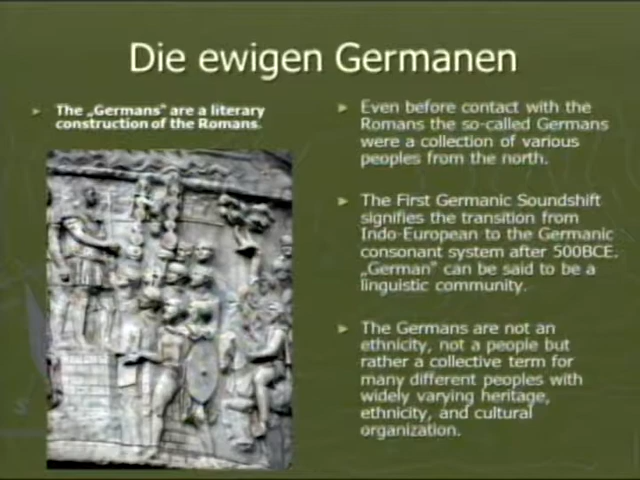 Die ewigen Germanen
The „Germans" are a literary
construction of the Romans.
Even before contact with the
Romans the so-called Germans
were a collection of various
peoples from the north.
The First Germanic Soundshift
signifies the transition from
Indo-European to the Germanic
consonant system after 500BCE.
„German" can be said to be a
linguistic community.
The Germans are not an
ethnicity, not a people but
rather a collective term for
many different peoples with
widely varying heritage,
ethnicity, and cultural
organization.